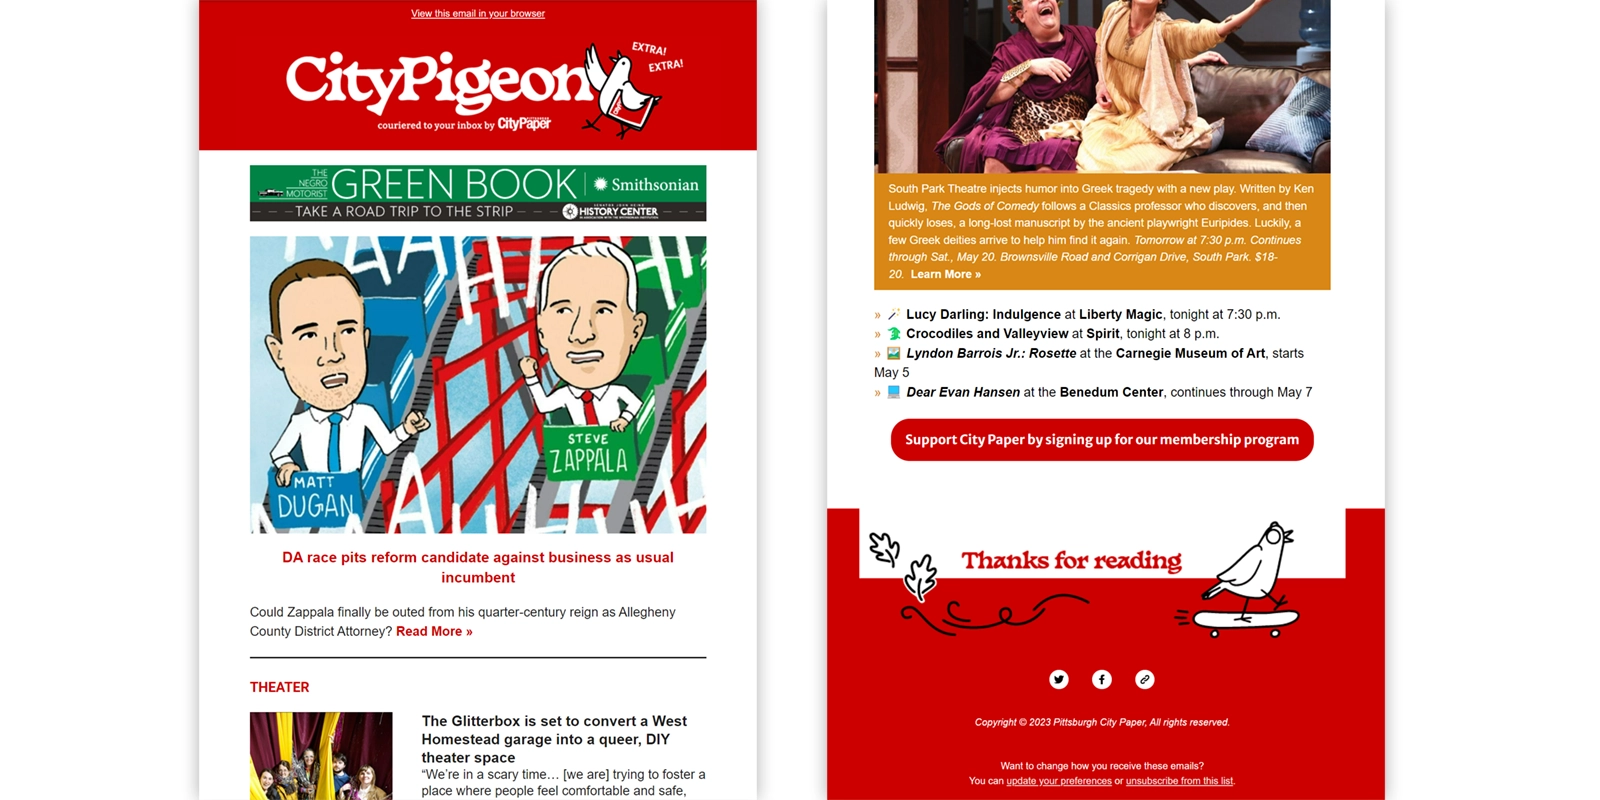 View this email in your browser
EXTRA!
EXTRA!
CityPigeon
couriered to your inbox by CityPaper
THE
NEGRO
MOTORIST
GREEN BOOK
Smithsonian
TAKE A ROAD TRIP TO THE STRIP
HISTORY CENTER
MATT
DUGAN
STEVE
ZAPPALA
DA race pits reform candidate against business as usual
incumbent
Could Zappala finally be outed from his quarter-century reign as Allegheny
County District Attorney? Read More »
THEATER
The Glitterbox is set to convert a West
Homestead garage into a queer, DIY
theater space
“We’re in a scary time… [we are] trying to foster a
place where people feel comfortable and safe,
South Park Theatre injects humor into Greek tragedy with a new play. Written by Ken
Ludwig, The Gods of Comedy follows a Classics professor who discovers, and then
quickly loses, a long-lost manuscript by the ancient playwright Euripides. Luckily, a
few Greek deities arrive to help him find it again. Tomorrow at 7:30 p.m. Continues
through Sat., May 20. Brownsville Road and Corrigan Drive, South Park. $18-
20. Learn More »
» 🪄 Lucy Darling: Indulgence at Liberty Magic, tonight at 7:30 p.m.
» 🐊 Crocodiles and Valleyview at Spirit, tonight at 8 p.m.
» 🖼️ Lyndon Barrois Jr.: Rosette at the Carnegie Museum of Art, starts
May 5
» 💻 Dear Evan Hansen at the Benedum Center, continues through May 7
Support City Paper by signing up for our membership program
Thanks for reading
Copyright © 2023 Pittsburgh City Paper, All rights reserved.
Want to change how you receive these emails?
You can update your preferences or unsubscribe from this list.